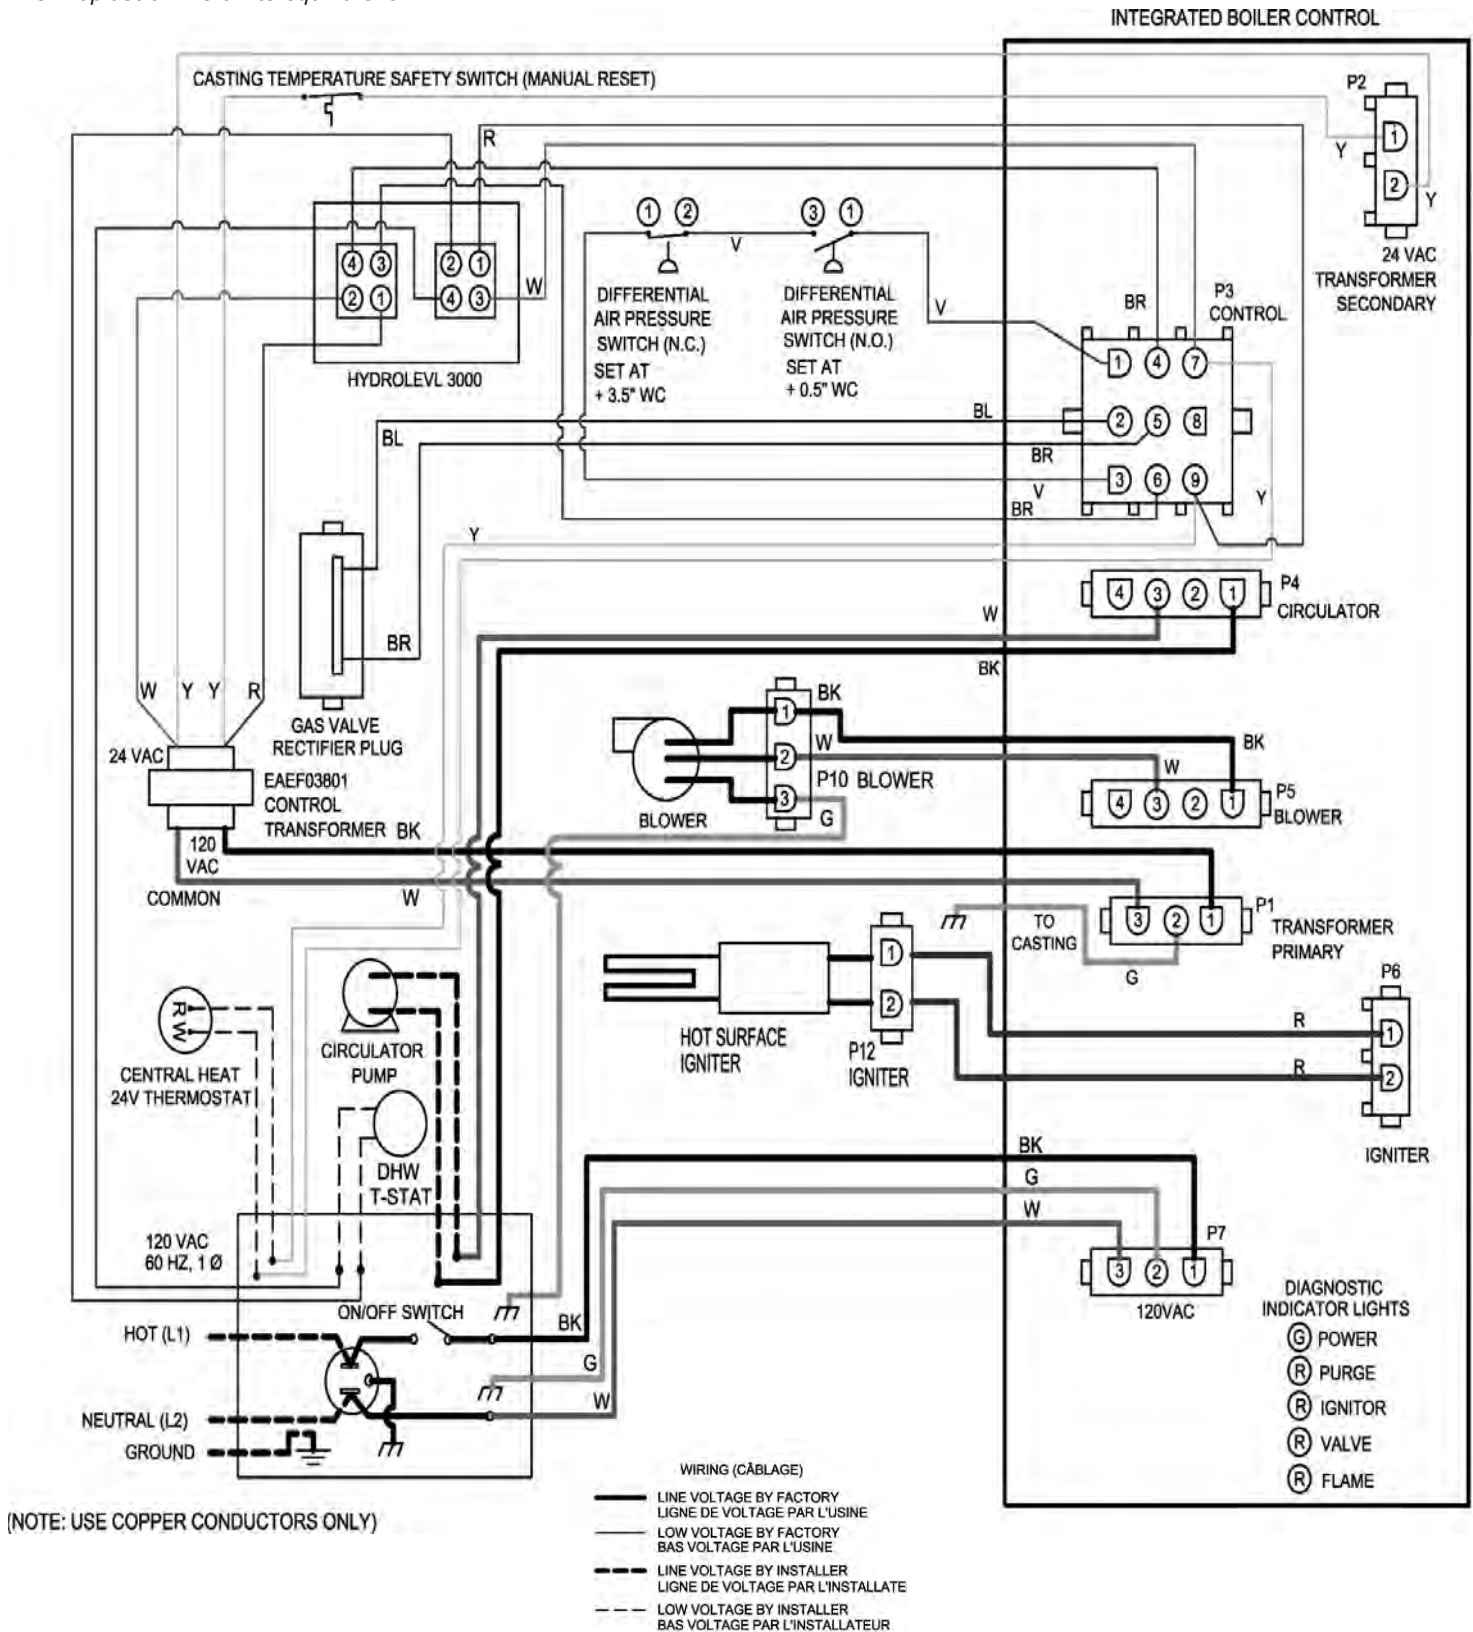 INTEGRATED BOILER CONTROL
CASTING TEMPERATURE SAFETY SWITCH (MANUAL RESET)
P2
1
Y
2
Y
24 VAC
TRANSFORMER
SECONDARY
R
4 3
2 1
2 1
4 3
W
HYDROLEVL 3000
1 2
V
DIFFERENTIAL
AIR PRESSURE
SWITCH (N.C.)
SET AT
+ 3.5" WC
3 1
V
DIFFERENTIAL
AIR PRESSURE
SWITCH (N.O.)
SET AT
+ 0.5" WC
BR
P3
CONTROL
1 4 7
2 5 8
3 6 9
BL
BL
BR
V
BR
Y
Y
BR
GAS VALVE
RECTIFIER PLUG
P4
4 3 2 1
CIRCULATOR
W
BK
W Y Y R
24 VAC
EAEF03801
CONTROL
TRANSFORMER
BK
120
VAC
COMMON
W
BLOWER
1
2
3
BK
W
P10 BLOWER
G
BK
W
P5
4 3 2 1
BLOWER
P1
3 2 1
TRANSFORMER
PRIMARY
TO
CASTING
G
R W
CENTRAL HEAT
24V THERMOSTAT
CIRCULATOR
PUMP
DHW
T-STAT
HOT SURFACE
IGNITER
1
2
P12
IGNITER
R
R
P6
1
2
IGNITER
BK
G
W
P7
3 2 1
120VAC
120 VAC
60 HZ, 1 Ø
ON/OFF SWITCH
HOT (L1)
BK
G
W
NEUTRAL (L2)
GROUND
DIAGNOSTIC
INDICATOR LIGHTS
G POWER
R PURGE
R IGNITOR
R VALVE
R FLAME
(NOTE: USE COPPER CONDUCTORS ONLY)
WIRING (CÂBLAGE)
LINE VOLTAGE BY FACTORY
LIGNE DE VOLTAGE PAR L'USINE
LOW VOLTAGE BY FACTORY
BAS VOLTAGE PAR L'USINE
LINE VOLTAGE BY INSTALLER
LIGNE DE VOLTAGE PAR L'INSTALLATE
LOW VOLTAGE BY INSTALLER
BAS VOLTAGE PAR L'INSTALLATEUR